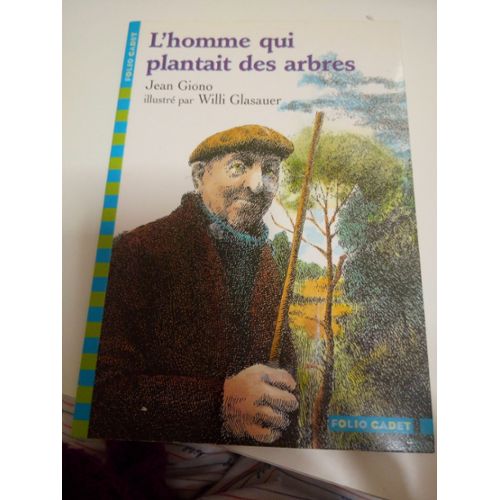 FOLIO CADET
L'homme qui
plantait des arbres
Jean Giono
illustré par Willi Glasauer
FOLIO CADET